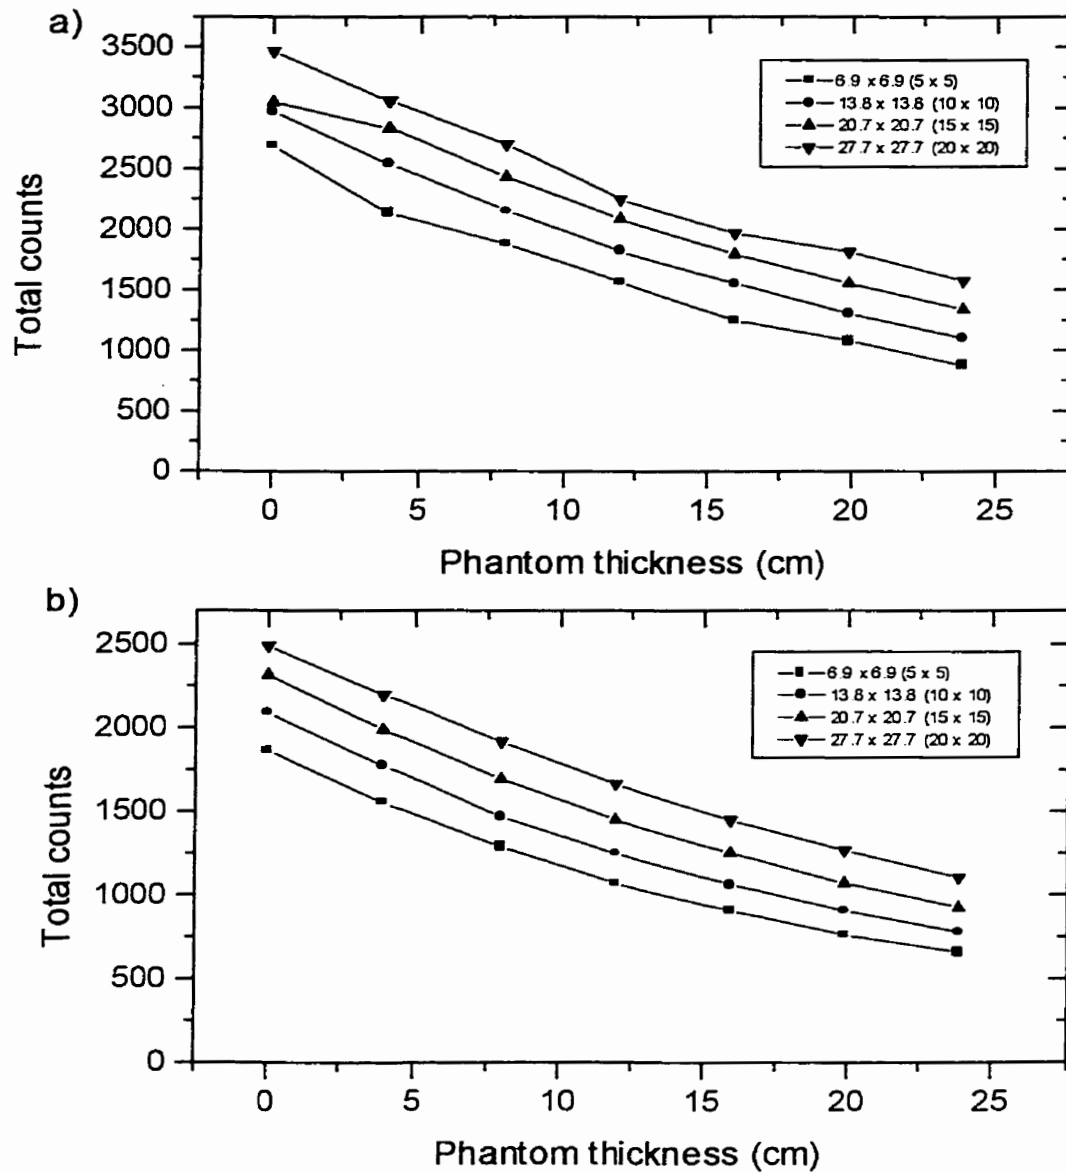 a)
3500
3000
2500
2000
1500
1000
500
0
Total counts
6.9 x 6.9 (5 x 5)
13.8 x 13.8 (10 x 10)
20.7 x 20.7 (15 x 15)
27.7 x 27.7 (20 x 20)
0 5 10 15 20 25
Phantom thickness (cm)
b)
2500
2000
1500
1000
500
0
Total counts
6.9 x 6.9 (5 x 5)
13.8 x 13.8 (10 x 10)
20.7 x 20.7 (15 x 15)
27.7 x 27.7 (20 x 20)
0 5 10 15 20 25
Phantom thickness (cm)